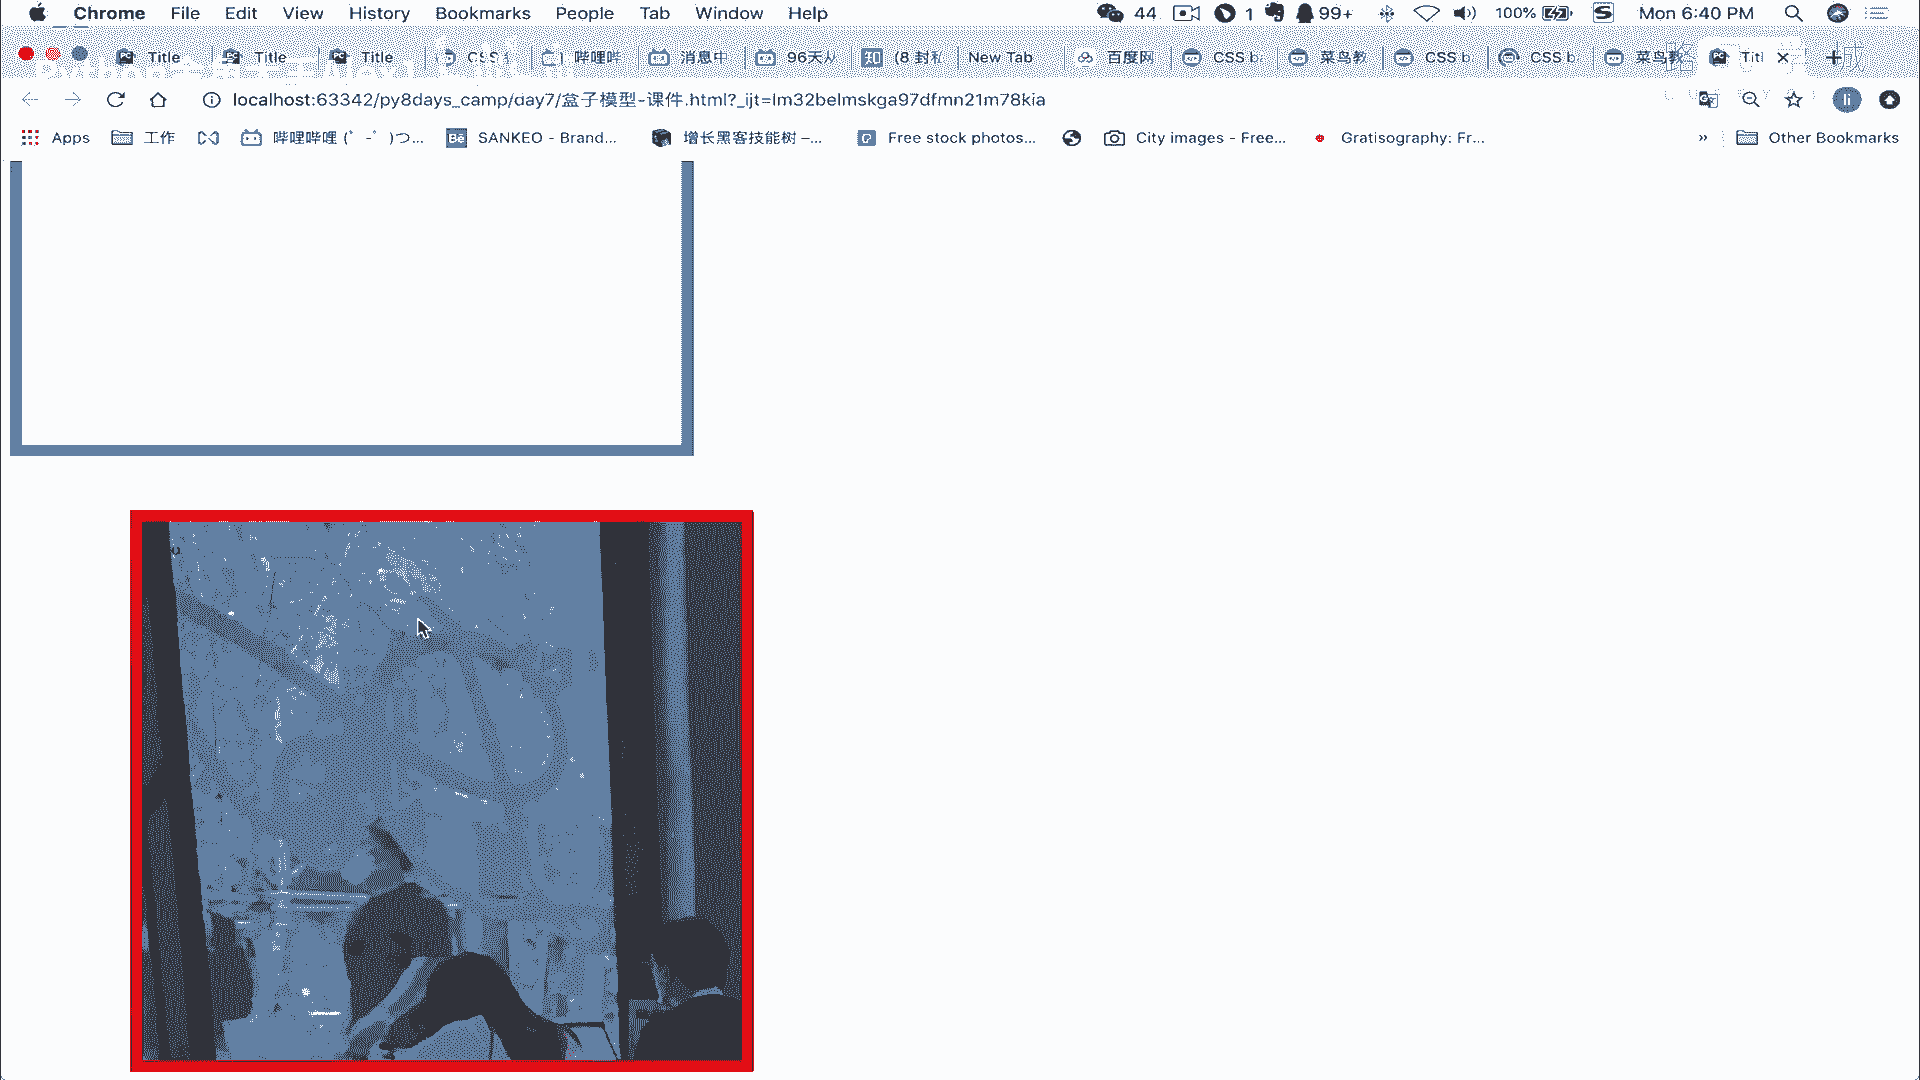 Chrome File Edit View History Bookmarks People Tab Window Help 44 1 99+ 100% Mon 6:40 PM
Title Title Title CSS 哔哩哔 消息中 96天从 知 (8 封私 New Tab 百度网 CSS b 菜鸟教 CSS b CSS b 菜鸟教 Titl
localhost:63342/py8days_camp/day7/盒子模型-课件.html?_ijt=lm32belmskga97dfmn21m78kia li
Apps 工作 哔哩哔哩 (゜-゜)つ... Bē SANKEO - Brand... 增长黑客技能树 –... Free stock photos... City images - Free... Gratisography: Fr... » Other Bookmarks